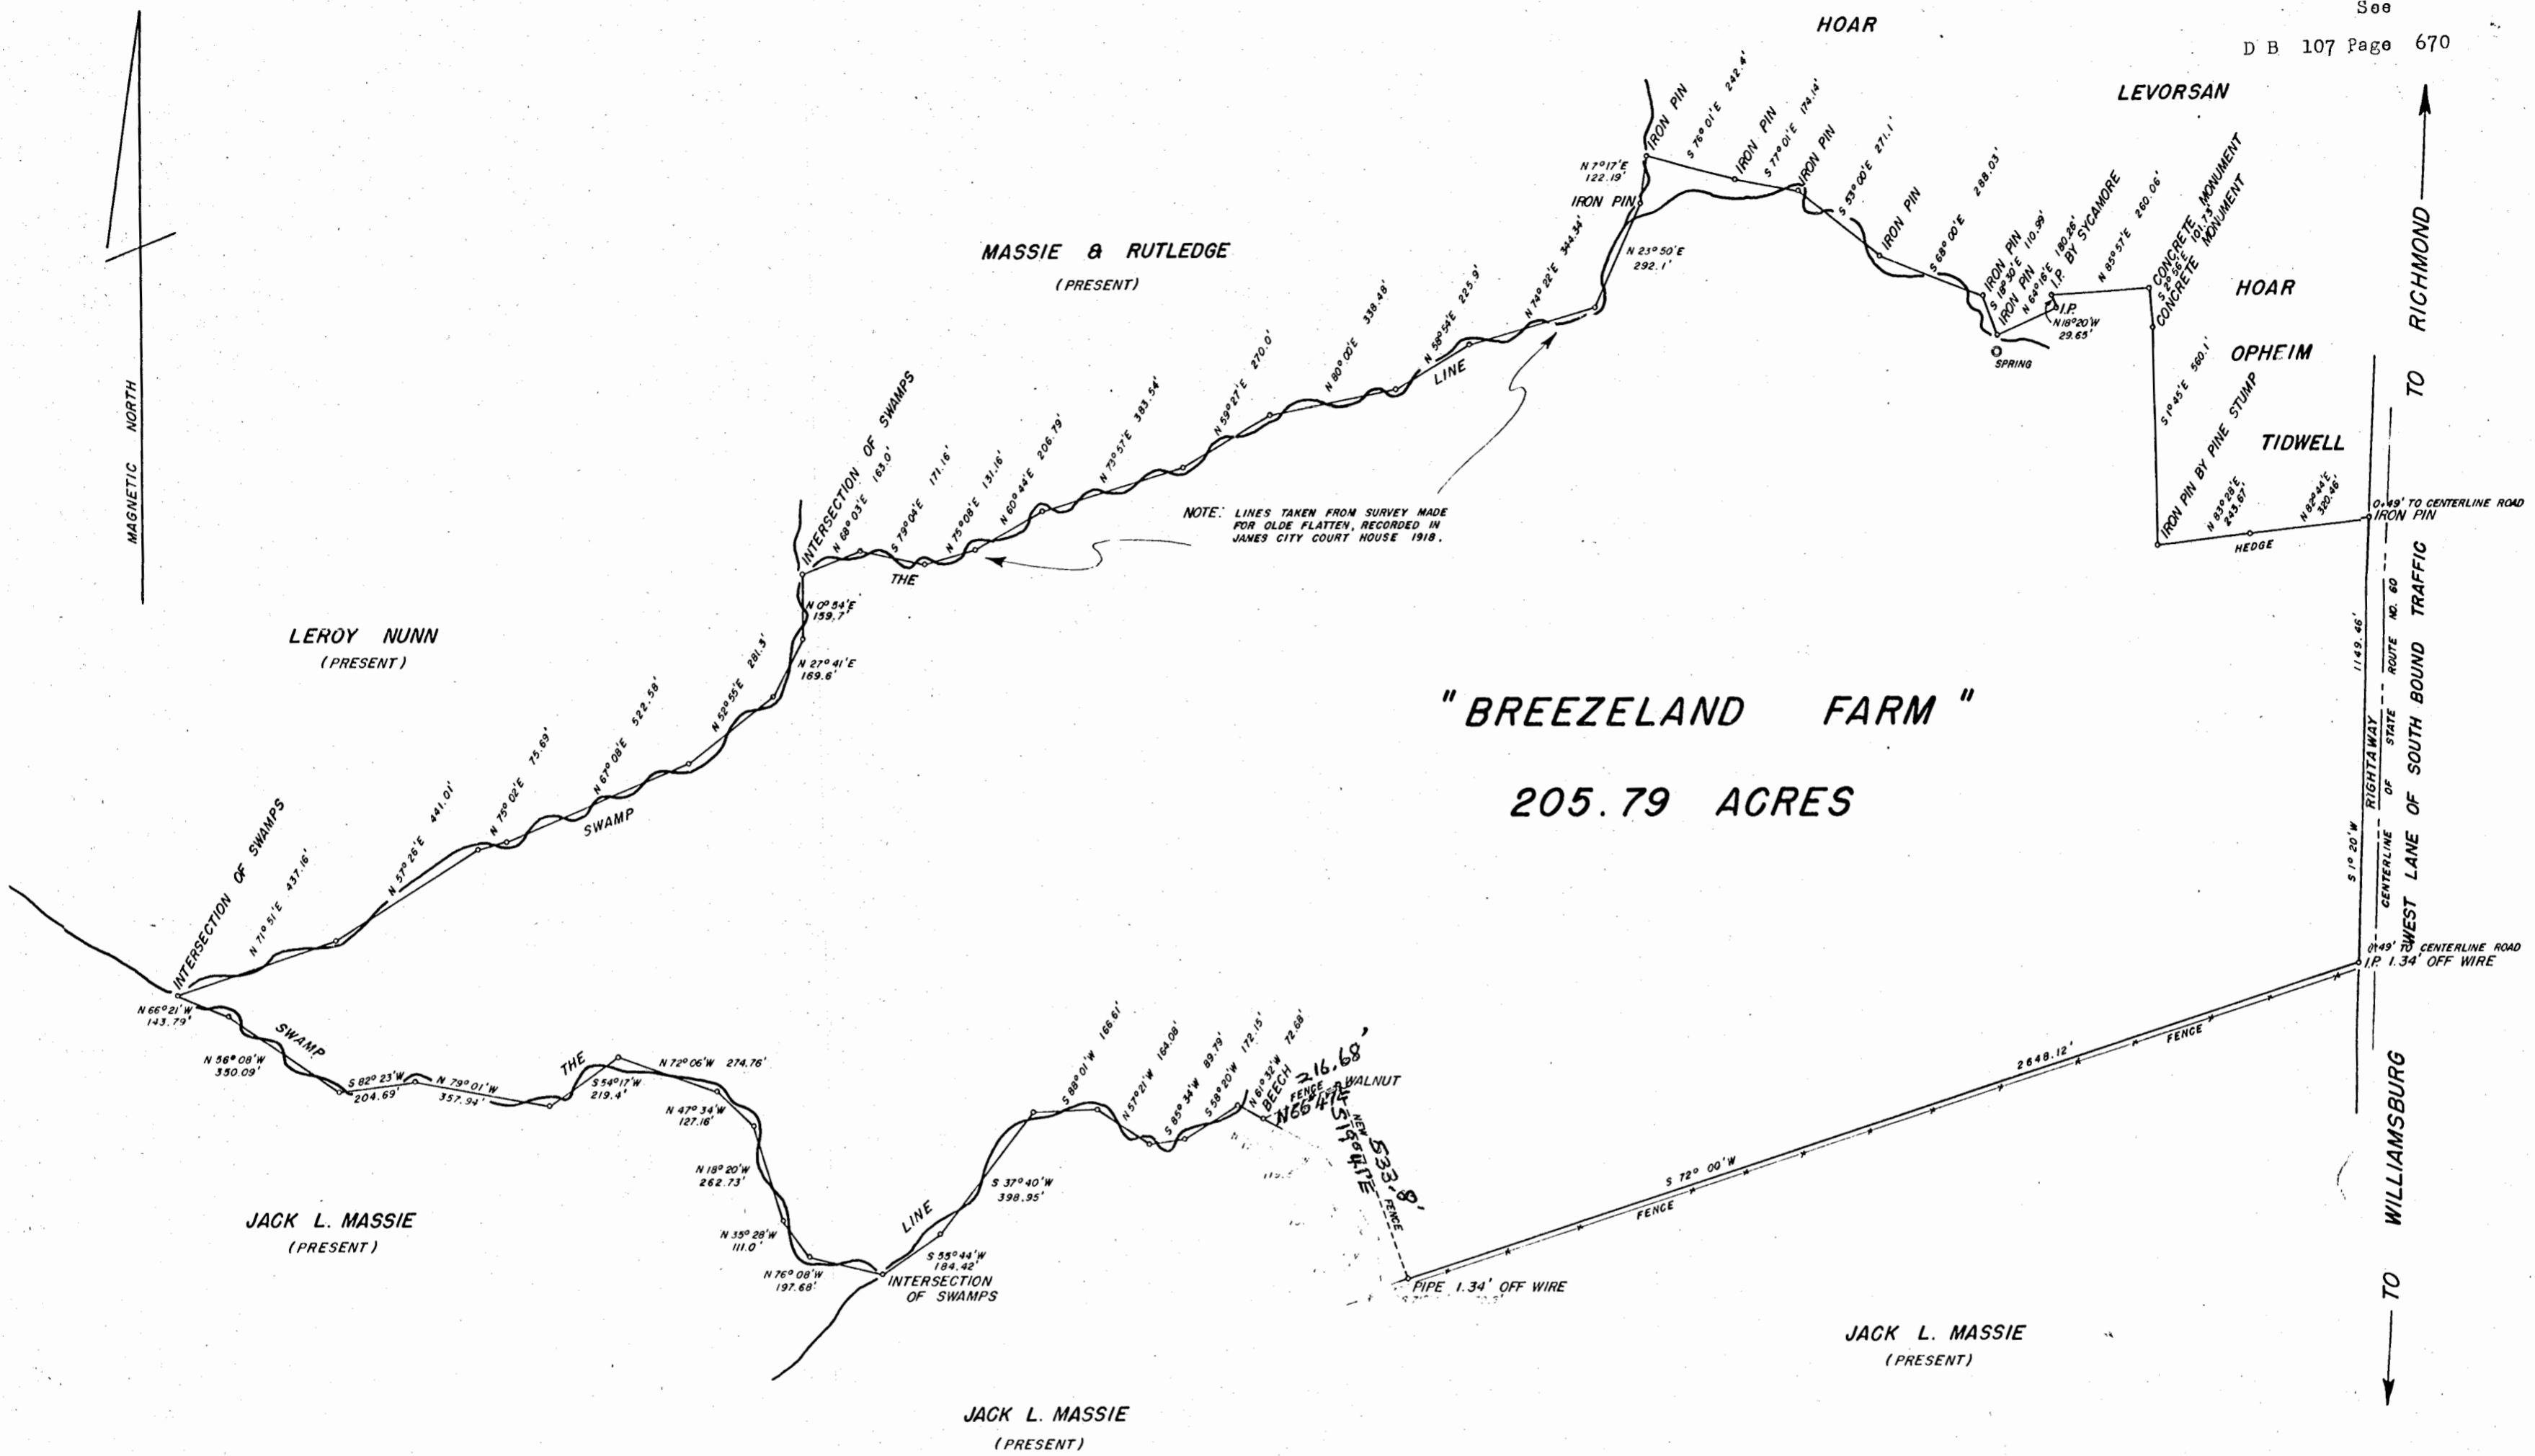 See
D B 107 Page 670
HOAR
LEVORSAN
HOAR
OPHEIM
TIDWELL
MASSIE & RUTLEDGE
(PRESENT)
LEROY NUNN
(PRESENT)
MAGNETIC NORTH
"BREEZELAND FARM"
205.79 ACRES
NOTE: LINES TAKEN FROM SURVEY MADE
FOR OLDE FLATTEN, RECORDED IN
JAMES CITY COURT HOUSE 1918.
INTERSECTION OF SWAMPS
N 71° 51'E 437.16'
N 57° 26'E 441.01'
N 75° 02'E 75.69'
N 67° 08'E 522.58'
SWAMP
N 52° 55'E 281.3'
N 27° 41'E
169.6'
N 0° 54'E
159.7'
INTERSECTION OF SWAMPS
N 68° 03'E 163.0'
S 79° 04'E 171.16'
THE
N 75° 08'E 131.16'
N 60° 44'E 206.79'
N 73° 57'E 383.54'
N 59° 27'E 270.0'
N 80° 00'E 338.48'
N 58° 54'E 225.9'
LINE
N 74° 22'E 344.34'
N 23° 50'E
292.1'
IRON PIN
N 7° 17'E
122.19'
IRON PIN
S 76° 01'E 242.4'
IRON PIN
S 77° 01'E 174.14'
IRON PIN
S 53° 00'E 271.1'
IRON PIN
S 68° 00'E 288.03'
IRON PIN
S 18° 30'E 110.99'
IRON PIN
SPRING
N 64° 16'E 180.26'
I.P.
N 18° 20'W
29.65'
I.P. BY SYCAMORE
N 85° 57'E 260.06'
CONCRETE MONUMENT
S 2° 56'E 101.73'
CONCRETE MONUMENT
S 1° 45'E 560.1'
IRON PIN BY PINE STUMP
N 83° 28'E
243.67'
HEDGE
N 82° 44'E
320.46'
0+49' TO CENTERLINE ROAD
IRON PIN
S 1° 20'W 1149.46'
RIGHTAWAY
CENTERLINE OF STATE ROUTE NO. 60
WEST LANE OF SOUTH BOUND TRAFFIC
TO RICHMOND
TO WILLIAMSBURG
0+49' TO CENTERLINE ROAD
I.P. 1.34' OFF WIRE
FENCE
2648.12'
S 72° 00'W
FENCE
PIPE 1.34' OFF WIRE
NEW FENCE
533.8'
WALNUT
FENCE
216.68'
BEECH
N 61° 32'W 72.68'
S 58° 20'W 172.15'
S 85° 34'W 89.79'
N 57° 21'W 164.08'
S 88° 01'W 166.61'
S 37° 40'W
398.95'
LINE
S 55° 44'W
184.42'
INTERSECTION
OF SWAMPS
N 76° 08'W
197.68'
N 35° 28'W
111.0'
N 18° 20'W
262.73'
N 47° 34'W
127.16'
N 72° 06'W 274.76'
THE
S 54° 17'W
219.4'
N 79° 01'W
357.94'
S 82° 23'W
204.69'
N 56° 08'W
350.09'
SWAMP
N 66° 21'W
143.79'
JACK L. MASSIE
(PRESENT)
JACK L. MASSIE
(PRESENT)
JACK L. MASSIE
(PRESENT)